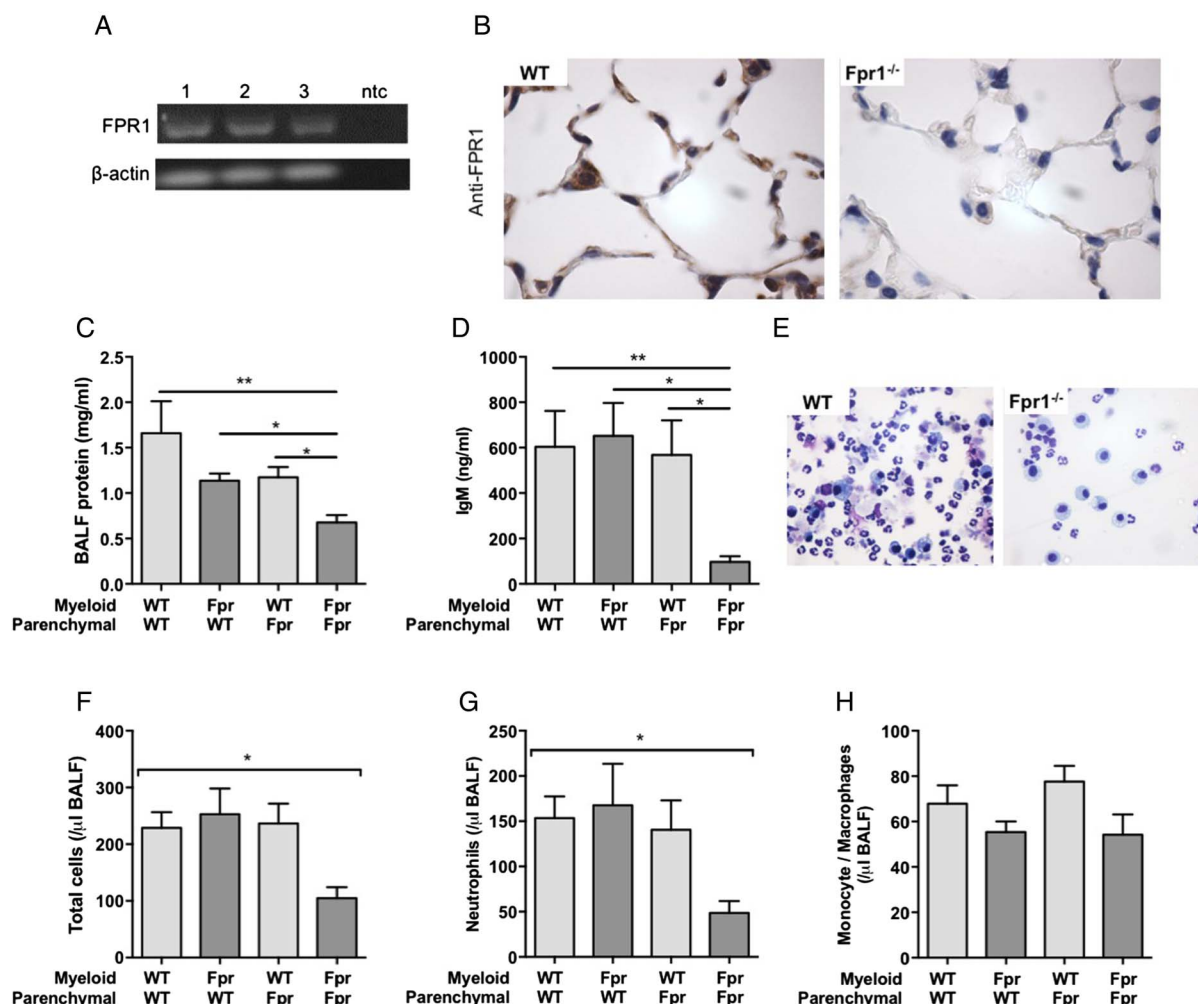 A
1 2 3 ntc
FPR1
β-actin
B
WT
Fpr1-/-
Anti-FPR1
C
BALF protein (mg/ml)
2.5
2.0
1.5
1.0
0.5
0.0
**
*
*
Myeloid WT Fpr WT Fpr
Parenchymal WT WT Fpr Fpr
D
IgM (ng/ml)
1000
800
600
400
200
0
**
*
*
Myeloid WT Fpr WT Fpr
Parenchymal WT WT Fpr Fpr
E
WT
Fpr1-/-
F
Total cells (/µl BALF)
400
300
200
100
0
*
Myeloid WT Fpr WT Fpr
Parenchymal WT WT Fpr Fpr
G
Neutrophils (/µl BALF)
250
200
150
100
50
0
*
Myeloid WT Fpr WT Fpr
Parenchymal WT WT Fpr Fpr
H
Monocyte / Macrophages
(/µl BALF)
100
80
60
40
20
0
Myeloid WT Fpr WT Fpr
Parenchymal WT WT Fpr Fpr